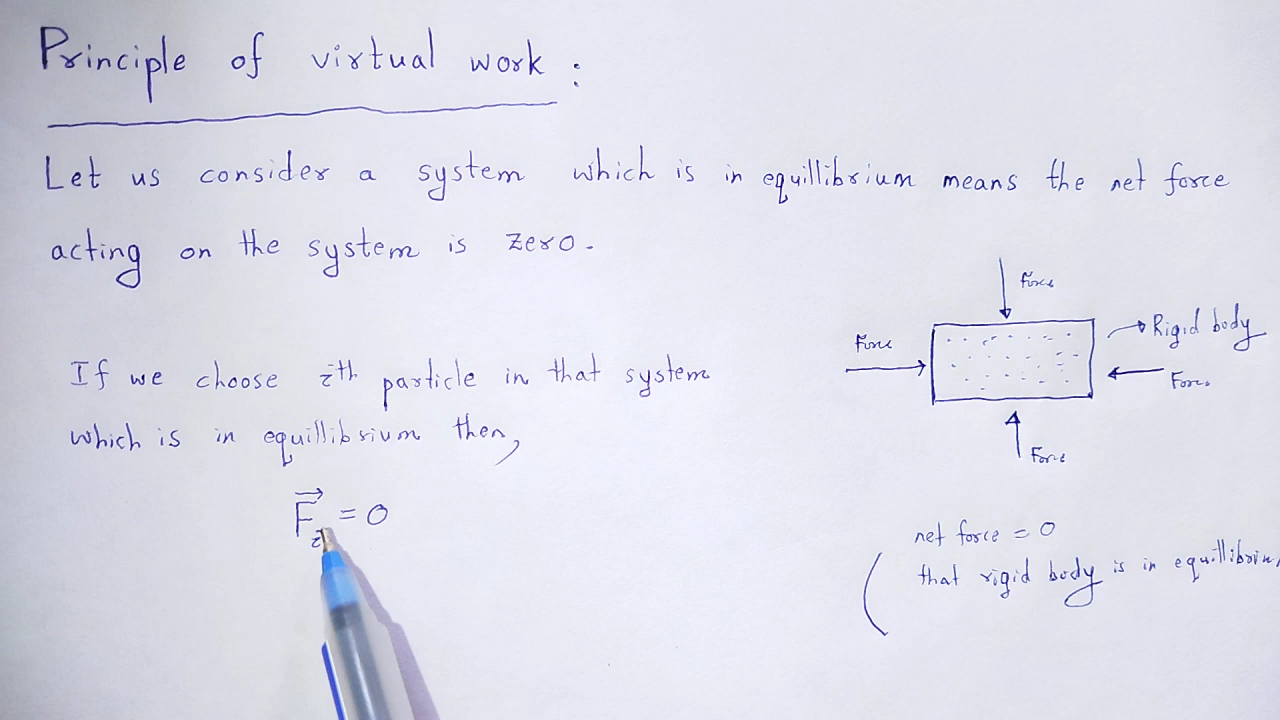 Principle of virtual work :
Let us consider a system which is in equillibrium means the net force
acting on the system is zero.
Force
Force
Rigid body
Force
Force
If we choose ith particle in that system
which is in equillibrium then,
F⃗i = 0
net force = 0
that rigid body is in